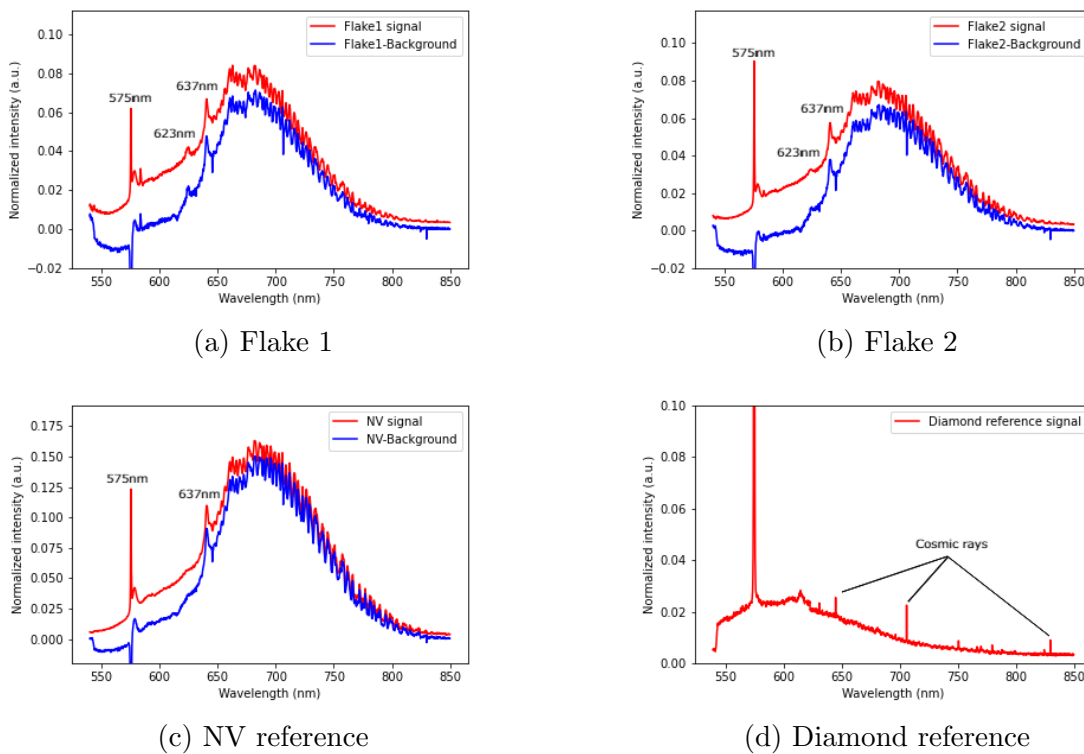 Flake1 signal
Flake1-Background
Normalized intensity (a.u.)
0.10
0.08
0.06
0.04
0.02
0.00
−0.02
575nm
623nm
637nm
550 600 650 700 750 800 850
Wavelength (nm)
(a) Flake 1
Flake2 signal
Flake2-Background
Normalized intensity (a.u.)
0.10
0.08
0.06
0.04
0.02
0.00
−0.02
575nm
623nm
637nm
550 600 650 700 750 800 850
Wavelength (nm)
(b) Flake 2
NV signal
NV-Background
Normalized intensity (a.u.)
0.175
0.150
0.125
0.100
0.075
0.050
0.025
0.000
575nm
637nm
550 600 650 700 750 800 850
Wavelength (nm)
(c) NV reference
Diamond reference signal
Normalized intensity (a.u.)
0.10
0.08
0.06
0.04
0.02
0.00
Cosmic rays
550 600 650 700 750 800 850
Wavelength (nm)
(d) Diamond reference